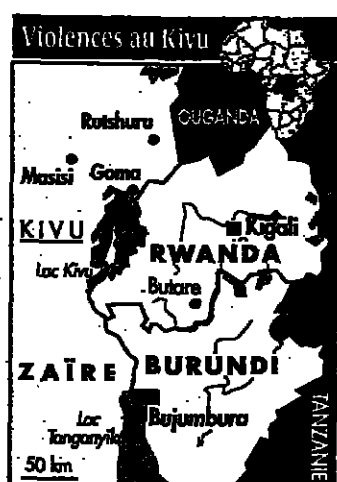 Violences au Kivu
OUGANDA
Rutshuru
Masisi
Goma
KIVU
Kigali
RWANDA
Lac Kivu
Butare
ZAÏRE
BURUNDI
Lac
Tanganyika
Bujumbura
TANZANIE
50 km